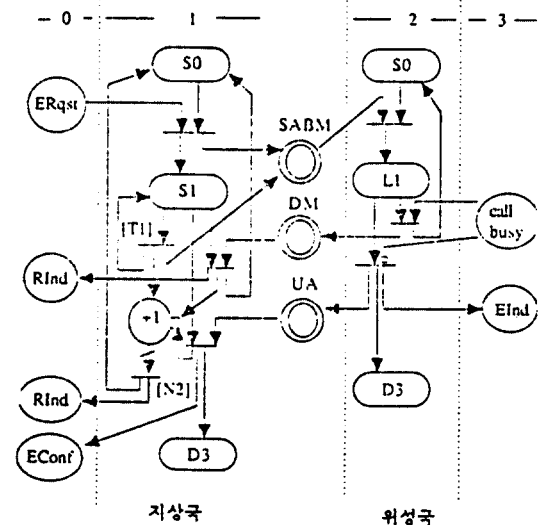 0 1 2 3
S0 S0
ERqst
SABM
S1 L1
DM
[T1]
call
busy
RInd
UA
+1
EInd
RInd
[N2]
D3
EConf
D3
지상국 위성국